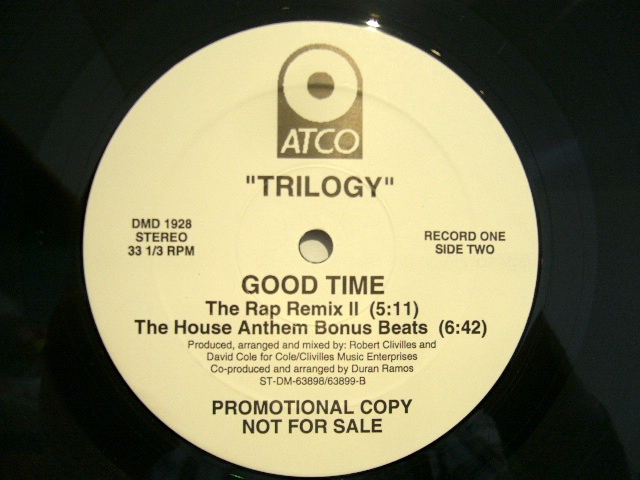 ATCO
"TRILOGY"
DMD 1928
STEREO
33 1/3 RPM
RECORD ONE
SIDE TWO
GOOD TIME
The Rap Remix II (5:11)
The House Anthem Bonus Beats (6:42)
Produced, arranged and mixed by: Robert Clivilles and
David Cole for Cole/Clivilles Music Enterprises
Co-produced and arranged by Duran Ramos
ST-DM-63898/63899-B
PROMOTIONAL COPY
NOT FOR SALE